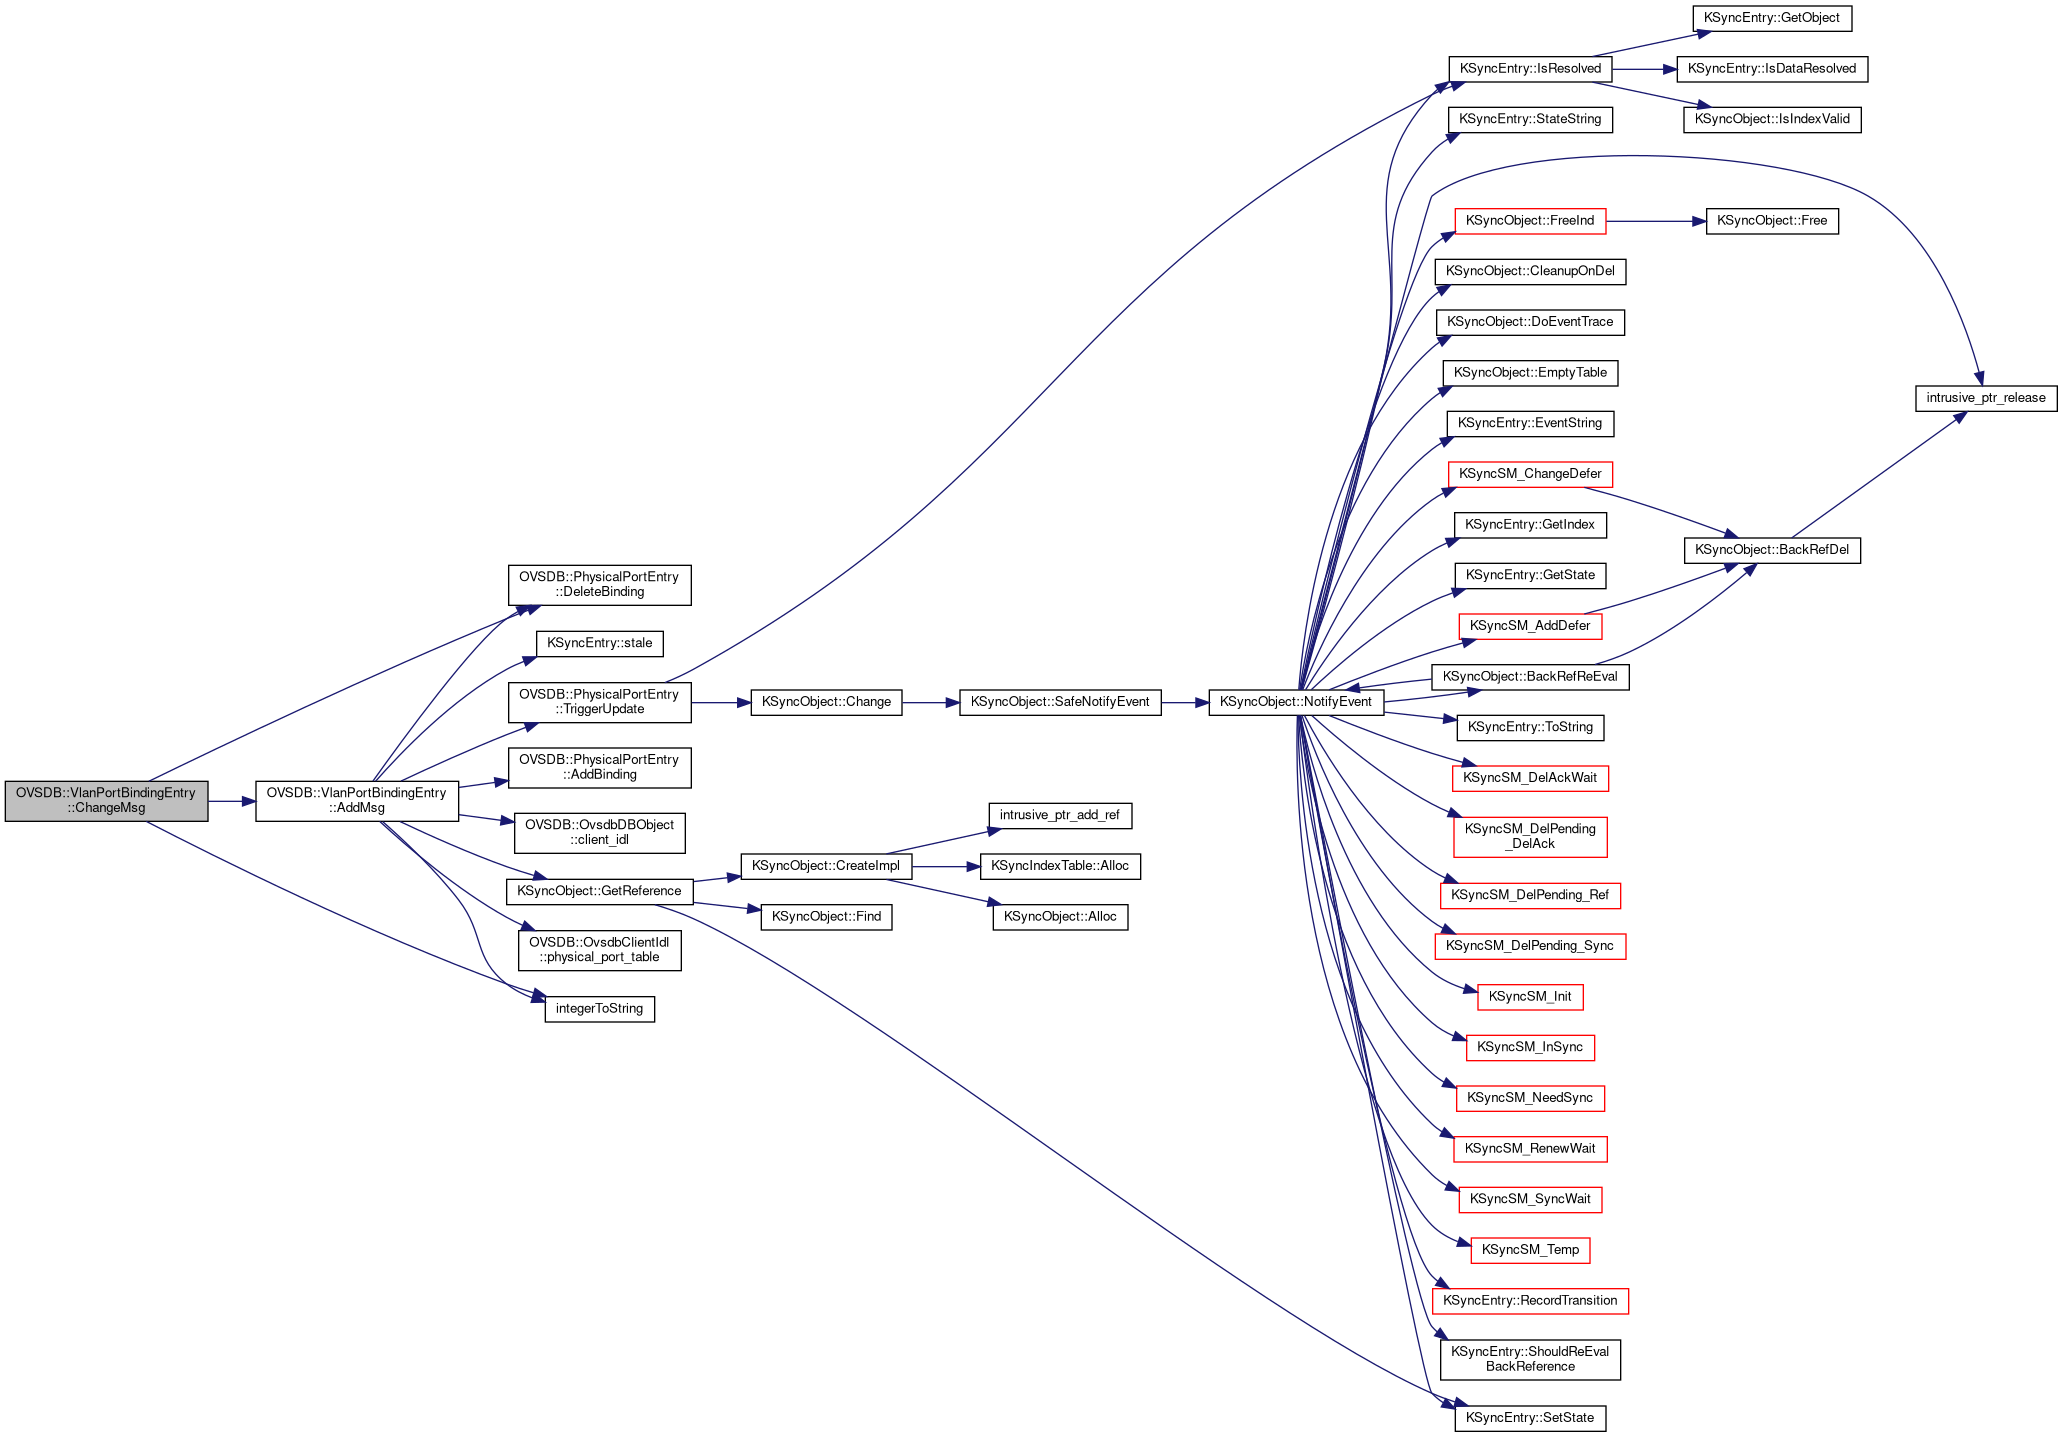 OVSDB::VlanPortBindingEntry
::ChangeMsg
OVSDB::VlanPortBindingEntry
::AddMsg
OVSDB::PhysicalPortEntry
::DeleteBinding
KSyncEntry::stale
OVSDB::PhysicalPortEntry
::TriggerUpdate
OVSDB::PhysicalPortEntry
::AddBinding
OVSDB::OvsdbDBObject
::client_idl
KSyncObject::GetReference
OVSDB::OvsdbClientIdl
::physical_port_table
integerToString
KSyncObject::Change
KSyncObject::CreateImpl
KSyncObject::Find
KSyncObject::SafeNotifyEvent
intrusive_ptr_add_ref
KSyncIndexTable::Alloc
KSyncObject::Alloc
KSyncObject::NotifyEvent
KSyncEntry::IsResolved
KSyncEntry::StateString
KSyncObject::FreeInd
KSyncObject::CleanupOnDel
KSyncObject::DoEventTrace
KSyncObject::EmptyTable
KSyncEntry::EventString
KSyncSM_ChangeDefer
KSyncEntry::GetIndex
KSyncEntry::GetState
KSyncSM_AddDefer
KSyncObject::BackRefReEval
KSyncEntry::ToString
KSyncSM_DelAckWait
KSyncSM_DelPending
_DelAck
KSyncSM_DelPending_Ref
KSyncSM_DelPending_Sync
KSyncSM_Init
KSyncSM_InSync
KSyncSM_NeedSync
KSyncSM_RenewWait
KSyncSM_SyncWait
KSyncSM_Temp
KSyncEntry::RecordTransition
KSyncEntry::ShouldReEval
BackReference
KSyncEntry::SetState
KSyncEntry::GetObject
KSyncEntry::IsDataResolved
KSyncObject::IsIndexValid
KSyncObject::Free
KSyncObject::BackRefDel
intrusive_ptr_release